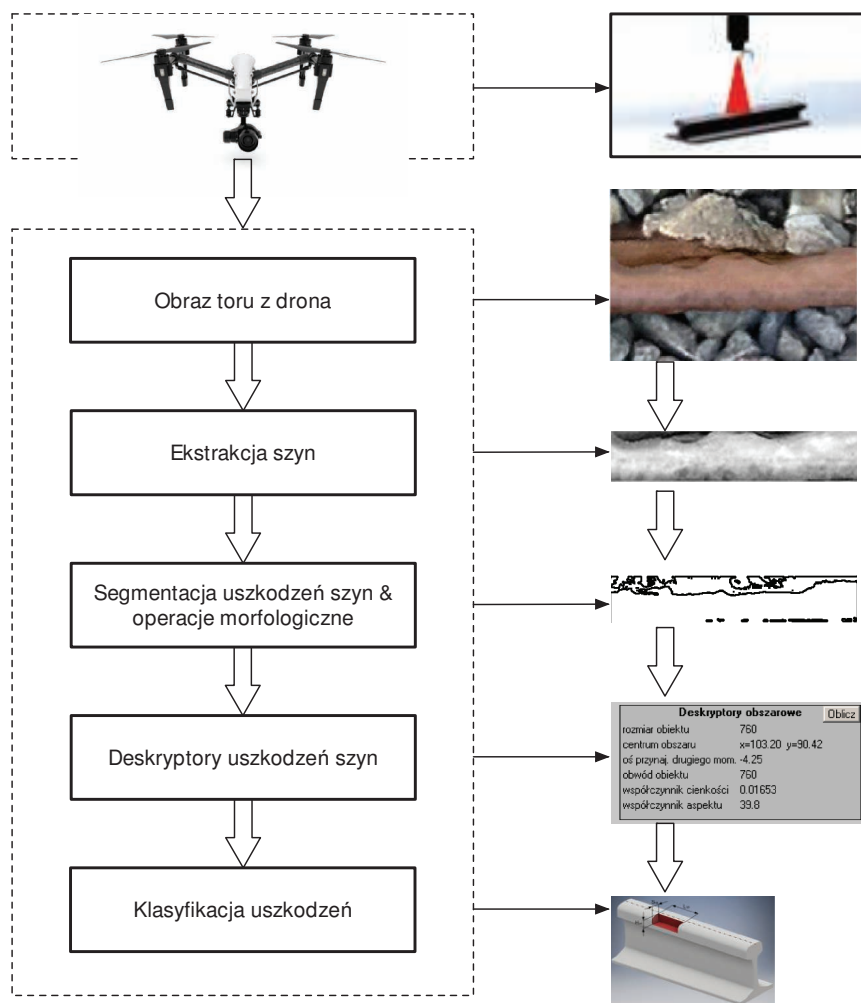 Obraz toru z drona
Ekstrakcja szyn
Segmentacja uszkodzeń szyn &
operacje morfologiczne
Deskryptory uszkodzeń szyn
Deskryptory obszarowe Oblicz
rozmiar obiektu 760
centrum obszaru x=103.20 y=90.42
oś przynaj. drugiego mom. -4.25
obwód obiektu 760
współczynnik cienkości 0.01653
współczynnik aspektu 39.8
Klasyfikacja uszkodzeń